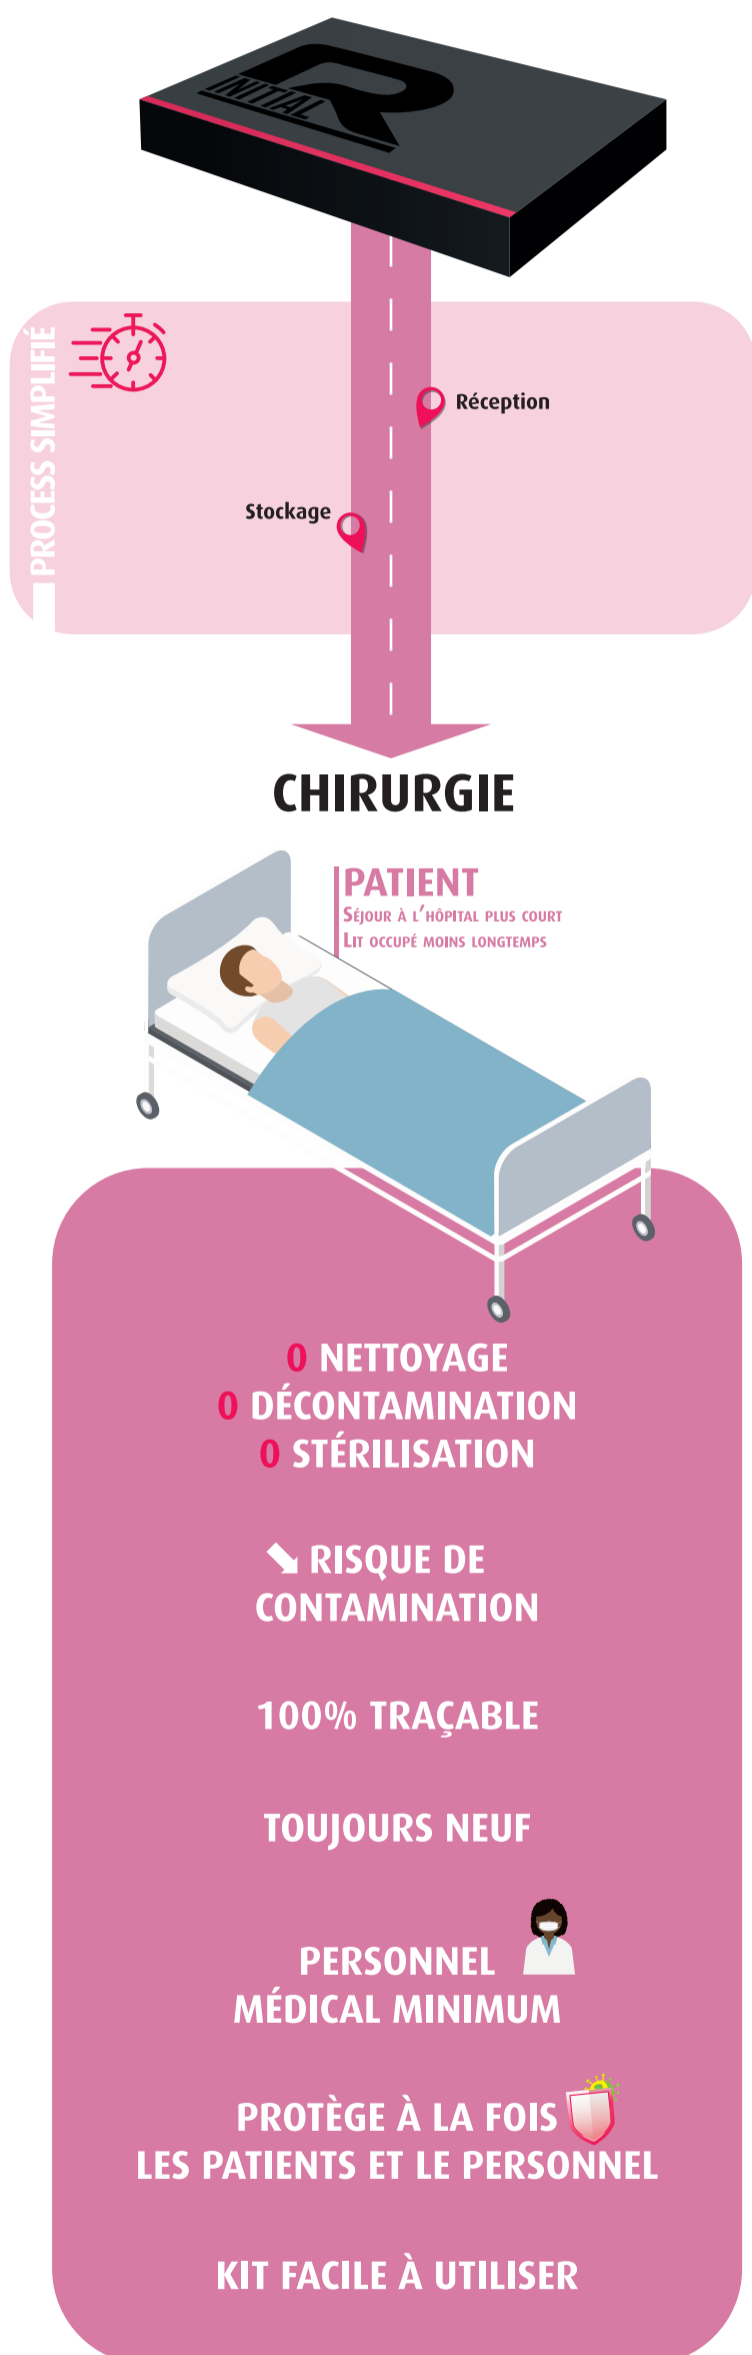 R
INITIAL
PROCESS SIMPLIFIÉ
Réception
Stockage
CHIRURGIE
PATIENT
SÉJOUR À L'HÔPITAL PLUS COURT
LIT OCCUPÉ MOINS LONGTEMPS
0 NETTOYAGE
0 DÉCONTAMINATION
0 STÉRILISATION
RISQUE DE
CONTAMINATION
100% TRAÇABLE
TOUJOURS NEUF
PERSONNEL
MÉDICAL MINIMUM
PROTÈGE À LA FOIS
LES PATIENTS ET LE PERSONNEL
KIT FACILE À UTILISER